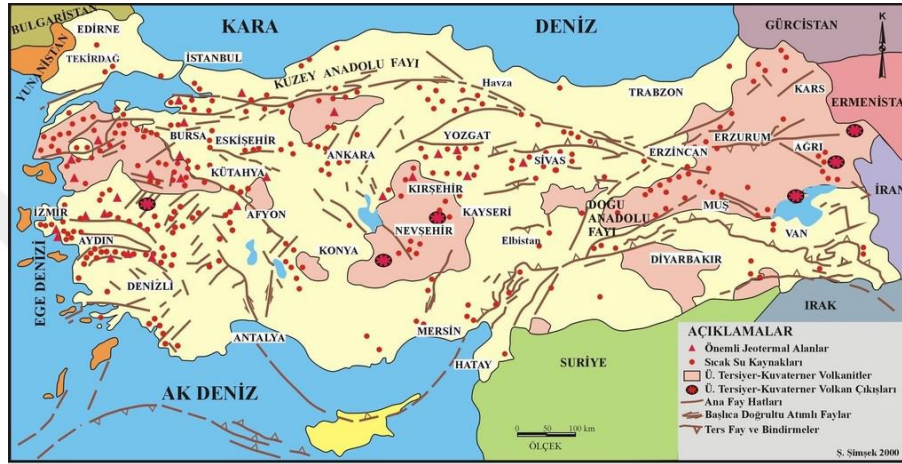 BULGARİSTAN
KARA
DENİZ
GÜRCİSTAN
K
EDİRNE
YUNANİSTAN
TEKİRDAĞ
İSTANBUL
KUZEY ANADOLU FAYI
Havza
TRABZON
KARS
ERMENİSTA
BURSA
ESKİŞEHİR
ANKARA
YOZGAT
SİVAS
ERZİNCAN
ERZURUM
AĞRI
KÜTAHYA
KIRŞEHİR
İRAN
İZMİR
AFYON
NEVŞEHİR
KAYSERİ
DOĞU
ANADOLU
FAYI
MUŞ
VAN
AYDIN
KONYA
Elbistan
DİYARBAKIR
EGE DENİZİ
DENİZLİ
ANTALYA
MERSİN
HATAY
IRAK
SURİYE
AK DENİZ
AÇIKLAMALAR
Önemli Jeotermal Alanlar
Sıcak Su Kaynakları
Ü. Tersiyer-Kuvaterner Volkanitler
Ü. Tersiyer-Kuvaterner Volkan Çıkışları
Ana Fay Hatları
Başlıca Doğrultu Atımlı Faylar
Ters Fay ve Bindirmeler
0 50 100 km
ÖLÇEK
Ş. Şimşek 2000